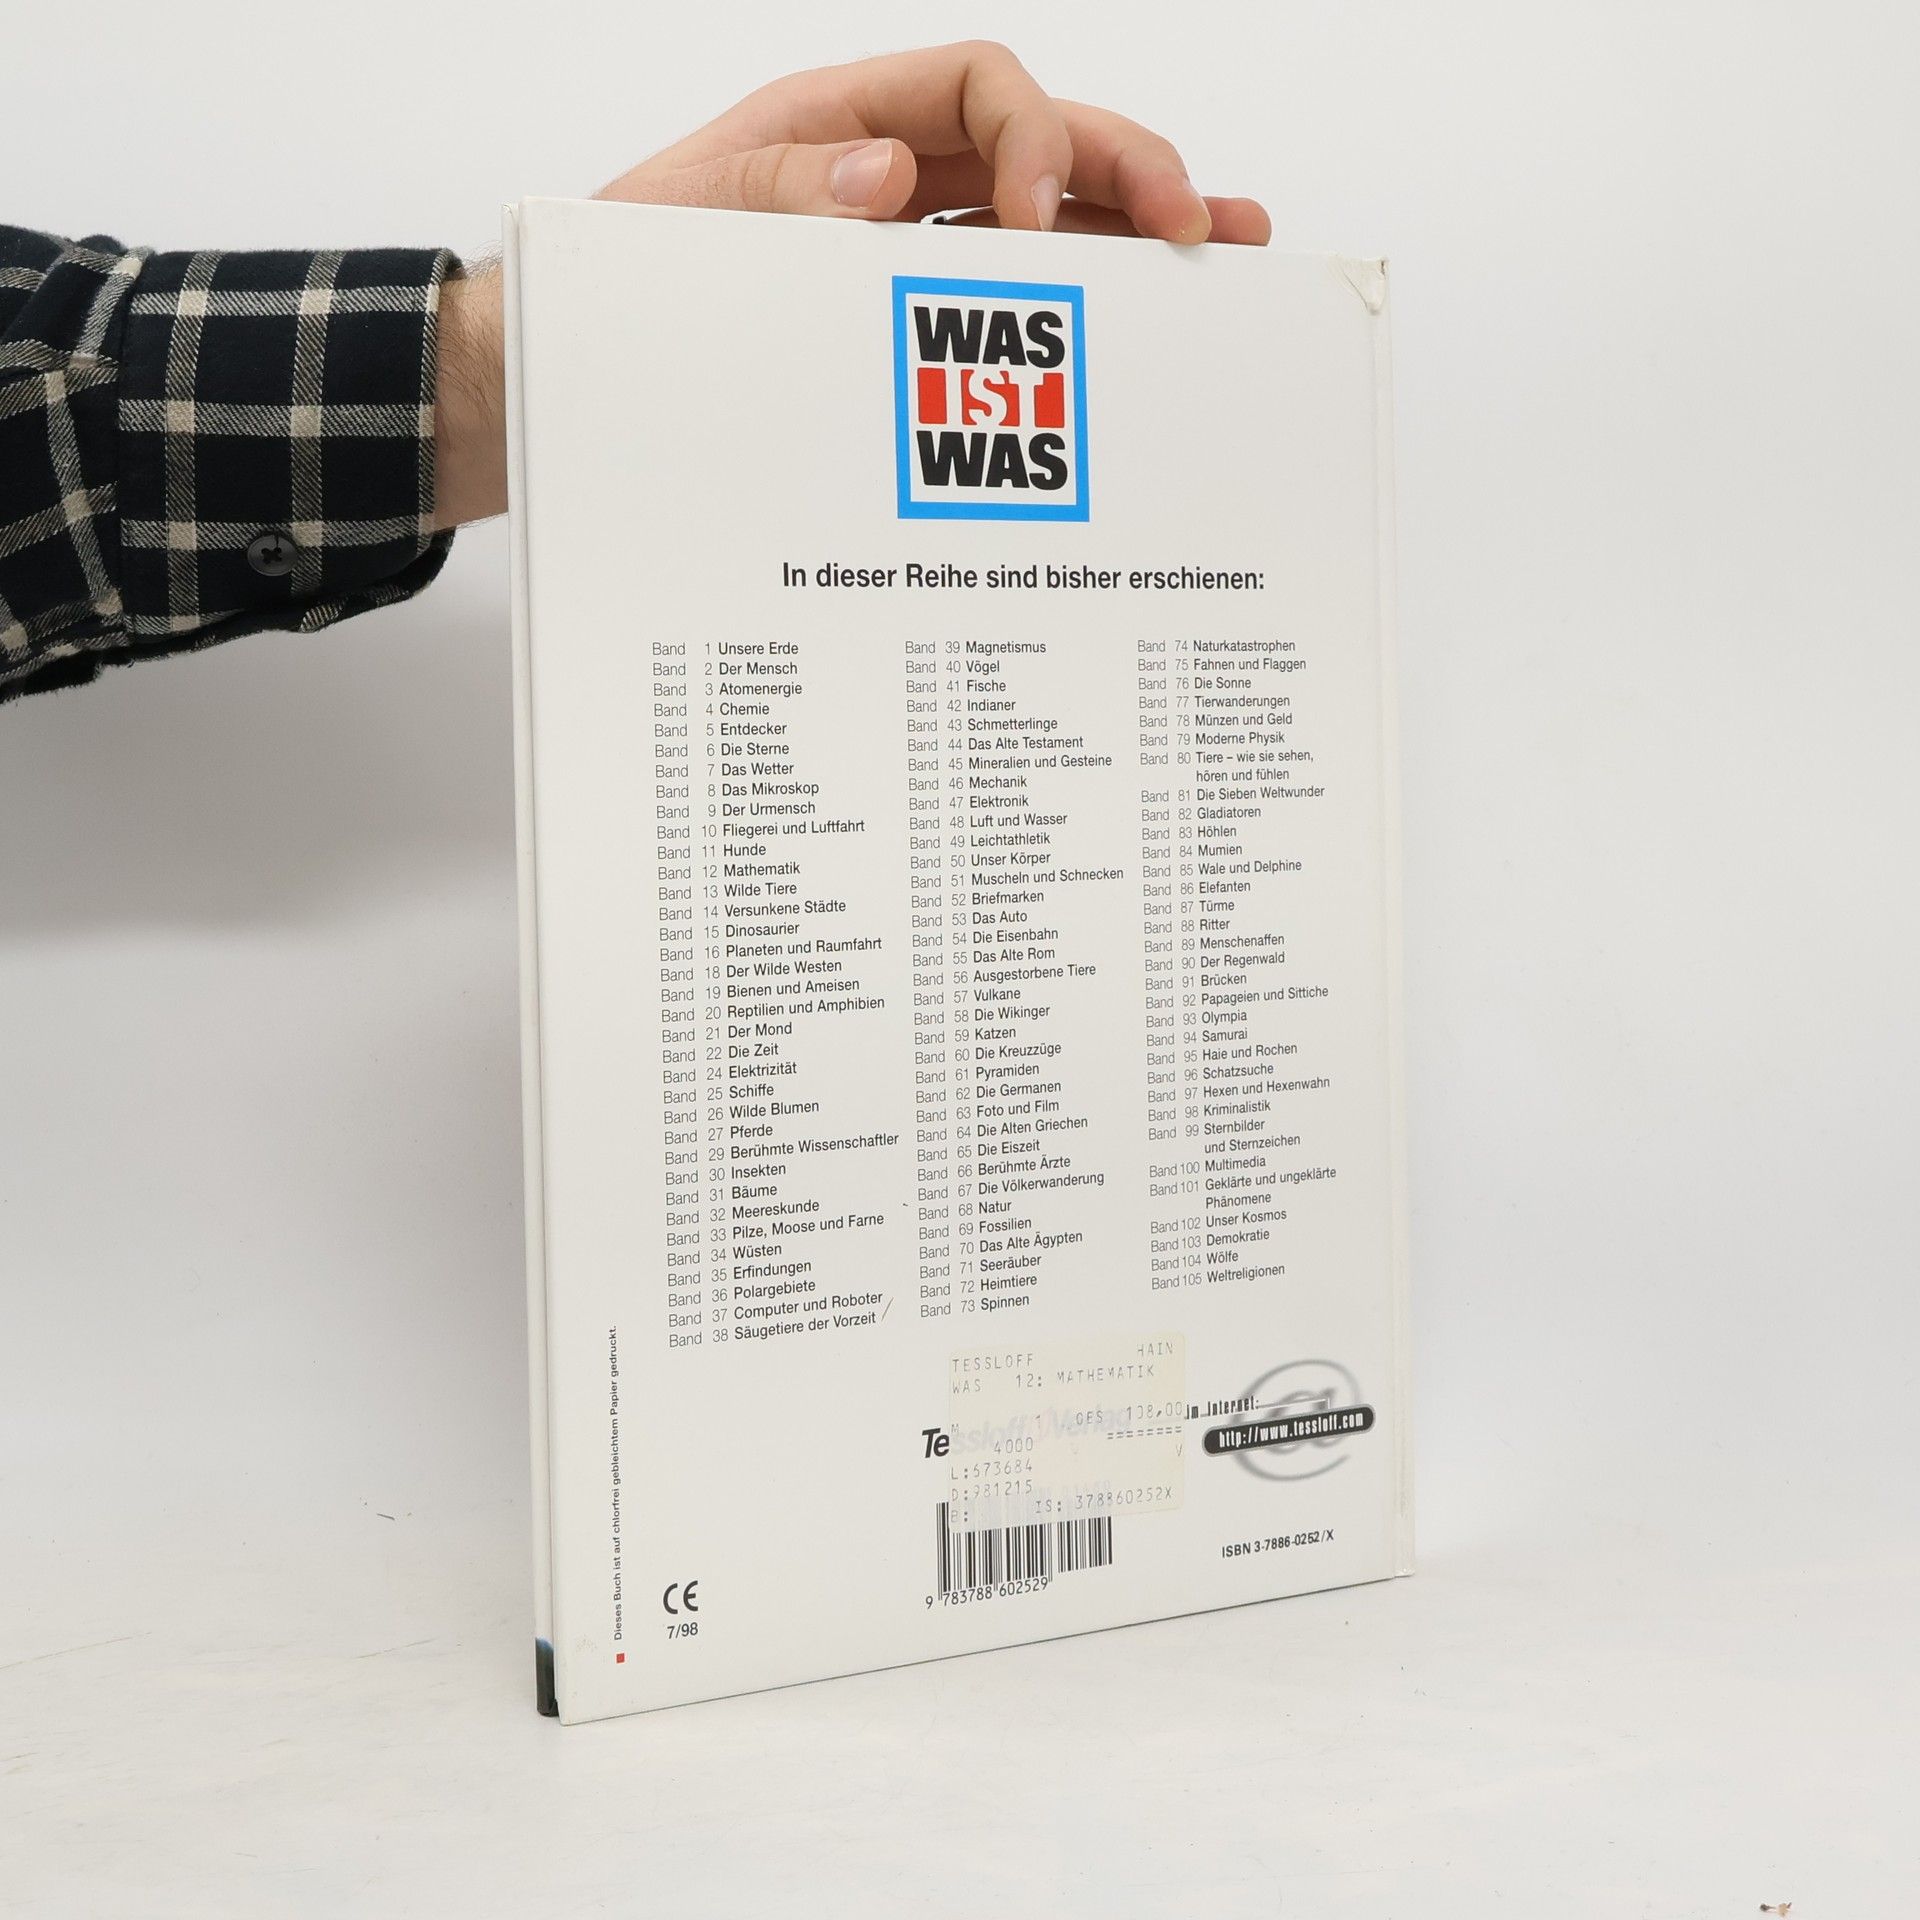 WAS
IST
WAS
In dieser Reihe sind bisher erschienen:
Band 1 Unsere Erde
Band 2 Der Mensch
Band 3 Atomenergie
Band 4 Chemie
Band 5 Entdecker
Band 6 Die Sterne
Band 7 Das Wetter
Band 8 Das Mikroskop
Band 9 Der Urmensch
Band 10 Fliegerei und Luftfahrt
Band 11 Hunde
Band 12 Mathematik
Band 13 Wilde Tiere
Band 14 Versunkene Städte
Band 15 Dinosaurier
Band 16 Planeten und Raumfahrt
Band 18 Der Wilde Westen
Band 19 Bienen und Ameisen
Band 20 Reptilien und Amphibien
Band 21 Der Mond
Band 22 Die Zeit
Band 24 Elektrizität
Band 25 Schiffe
Band 26 Wilde Blumen
Band 27 Pferde
Band 29 Berühmte Wissenschaftler
Band 30 Insekten
Band 31 Bäume
Band 32 Meereskunde
Band 33 Pilze, Moose und Farne
Band 34 Wüsten
Band 35 Erfindungen
Band 36 Polargebiete
Band 37 Computer und Roboter
Band 38 Säugetiere der Vorzeit
Band 39 Magnetismus
Band 40 Vögel
Band 41 Fische
Band 42 Indianer
Band 43 Schmetterlinge
Band 44 Das Alte Testament
Band 45 Mineralien und Gesteine
Band 46 Mechanik
Band 47 Elektronik
Band 48 Luft und Wasser
Band 49 Leichtathletik
Band 50 Unser Körper
Band 51 Muscheln und Schnecken
Band 52 Briefmarken
Band 53 Das Auto
Band 54 Die Eisenbahn
Band 55 Das Alte Rom
Band 56 Ausgestorbene Tiere
Band 57 Vulkane
Band 58 Die Wikinger
Band 59 Katzen
Band 60 Die Kreuzzüge
Band 61 Pyramiden
Band 62 Die Germanen
Band 63 Foto und Film
Band 64 Die Alten Griechen
Band 65 Die Eiszeit
Band 66 Berühmte Ärzte
Band 67 Die Völkerwanderung
Band 68 Natur
Band 69 Fossilien
Band 70 Das Alte Ägypten
Band 71 Seeräuber
Band 72 Heimtiere
Band 73 Spinnen
Band 74 Naturkatastrophen
Band 75 Fahnen und Flaggen
Band 76 Die Sonne
Band 77 Tierwanderungen
Band 78 Münzen und Geld
Band 79 Moderne Physik
Band 80 Tiere – wie sie sehen,
hören und fühlen
Band 81 Die Sieben Weltwunder
Band 82 Gladiatoren
Band 83 Höhlen
Band 84 Mumien
Band 85 Wale und Delphine
Band 86 Elefanten
Band 87 Türme
Band 88 Ritter
Band 89 Menschenaffen
Band 90 Der Regenwald
Band 91 Brücken
Band 92 Papageien und Sittiche
Band 93 Olympia
Band 94 Samurai
Band 95 Haie und Rochen
Band 96 Schatzsuche
Band 97 Hexen und Hexenwahn
Band 98 Kriminalistik
Band 99 Sternbilder
und Sternzeichen
Band 100 Multimedia
Band 101 Geklärte und ungeklärte
Phänomene
Band 102 Unser Kosmos
Band 103 Demokratie
Band 104 Wölfe
Band 105 Weltreligionen
TESSLOFF HAIN
WAS 12: MATHEMATIK
M 1 GES 108,00
========
4000 V
L:673684
D:981215
B: IS: 378860252X
Tessloff Verlag
im Internet:
http://www.tessloff.com
9 783788 602529
ISBN 3-7886-0252/X
CE
7/98
Dieses Buch ist auf chlorfrei gebleichtem Papier gedruckt.